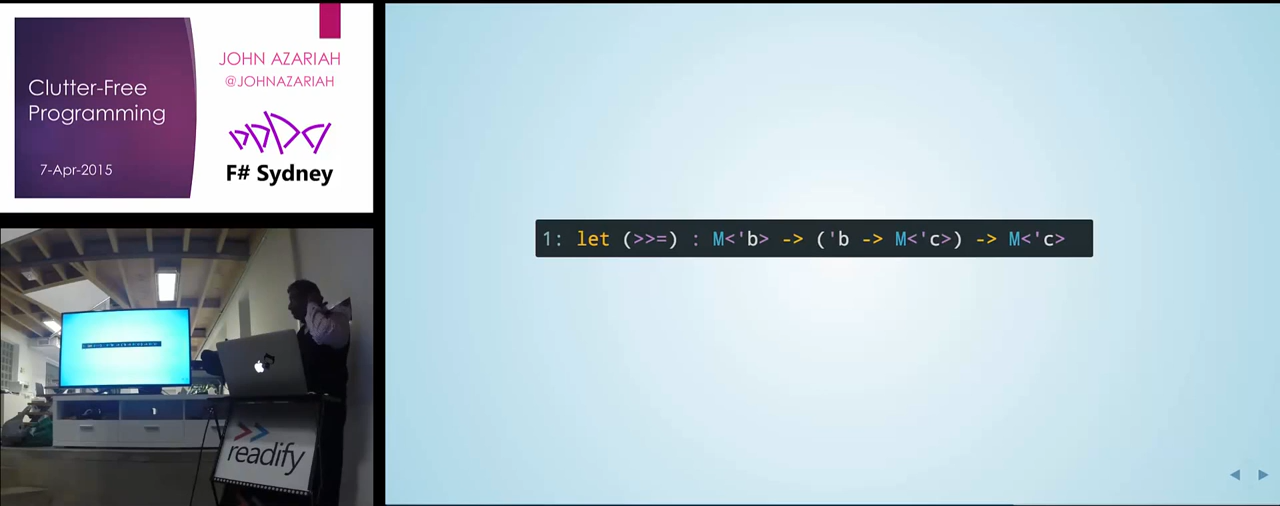 Clutter-Free
Programming
7-Apr-2015
JOHN AZARIAH
@JOHNAZARIAH
F# Sydney
1: let (>>=) : M<'b> -> ('b -> M<'c>) -> M<'c>
readify